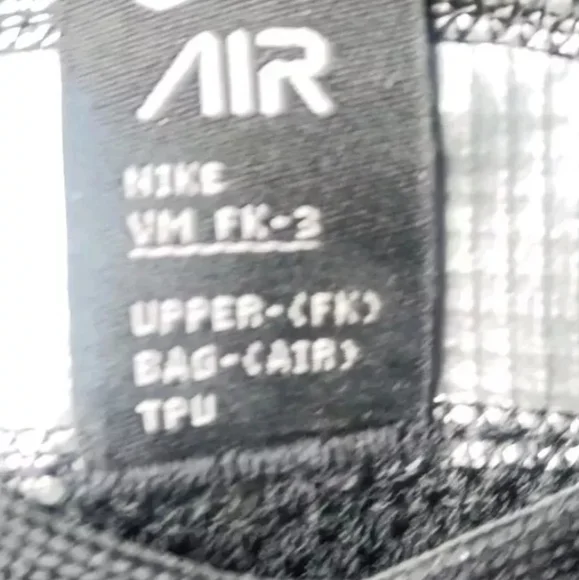 AIR
NIKE
VM FK-3
UPPER-(FK)
BAG-(AIR)
TPU